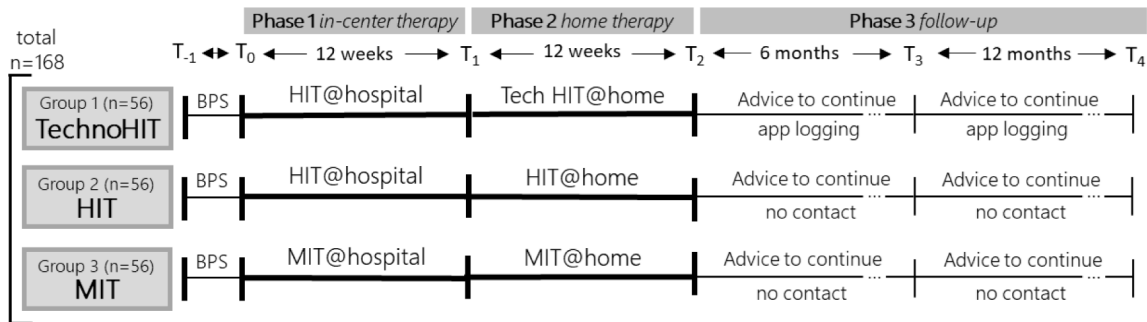 Phase 1 in-center therapy Phase 2 home therapy Phase 3 follow-up
total
n=168
T-1 T0 12 weeks T1 12 weeks T2 6 months T3 12 months T4
Group 1 (n=56)
TechnoHIT
BPS HIT@hospital Tech HIT@home Advice to continue ... Advice to continue ...
app logging app logging
Group 2 (n=56)
HIT
BPS HIT@hospital HIT@home Advice to continue ... Advice to continue ...
no contact no contact
Group 3 (n=56)
MIT
BPS MIT@hospital MIT@home Advice to continue ... Advice to continue ...
no contact no contact